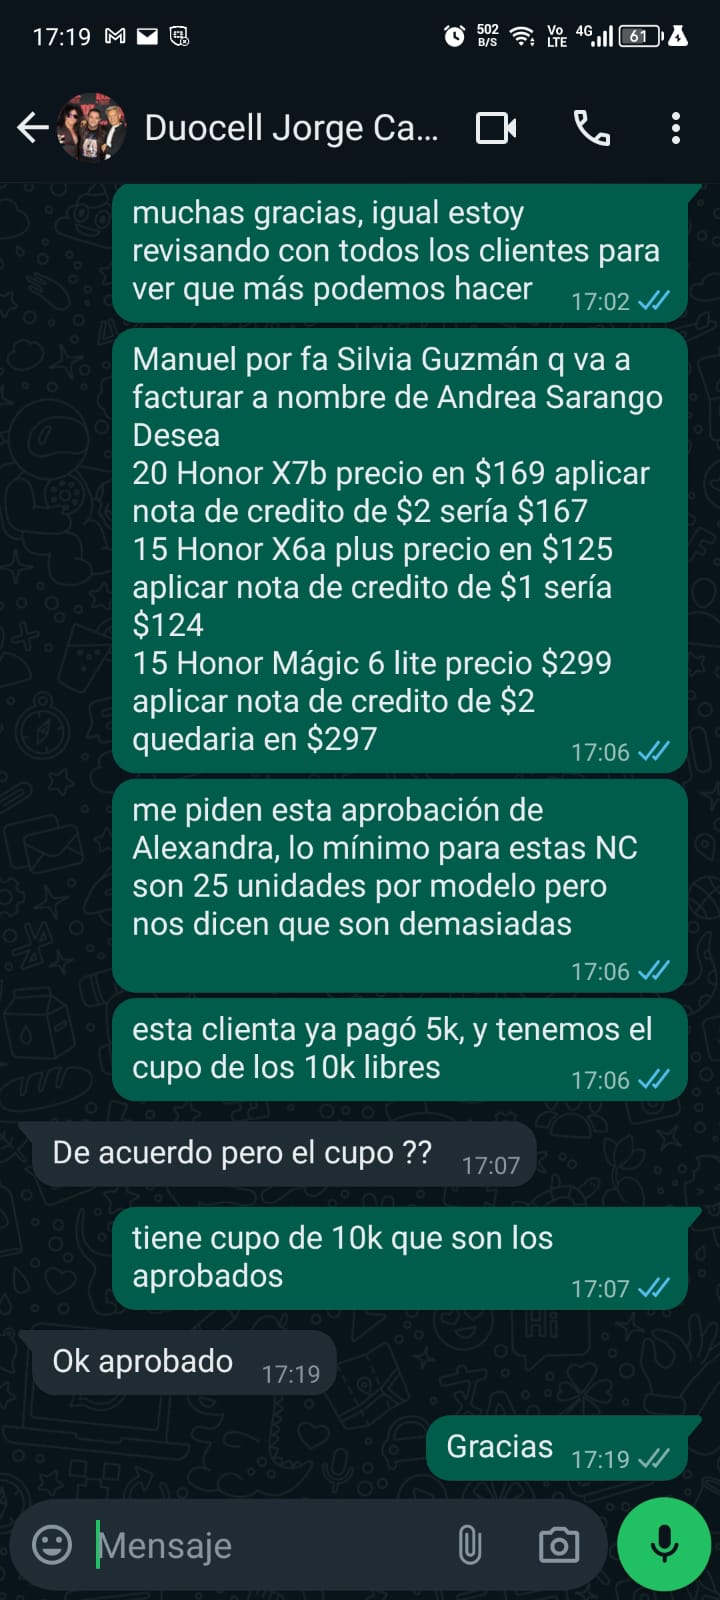 17:19
502 B/S
Vo LTE
4G
61
Duocell Jorge Ca...
muchas gracias, igual estoy
revisando con todos los clientes para
ver que más podemos hacer
17:02
Manuel por fa Silvia Guzmán q va a
facturar a nombre de Andrea Sarango
Desea
20 Honor X7b precio en $169 aplicar
nota de credito de $2 sería $167
15 Honor X6a plus precio en $125
aplicar nota de credito de $1 sería
$124
15 Honor Mágic 6 lite precio $299
aplicar nota de credito de $2
quedaria en $297
17:06
me piden esta aprobación de
Alexandra, lo mínimo para estas NC
son 25 unidades por modelo pero
nos dicen que son demasiadas
17:06
esta clienta ya pagó 5k, y tenemos el
cupo de los 10k libres
17:06
De acuerdo pero el cupo ??
17:07
tiene cupo de 10k que son los
aprobados
17:07
Ok aprobado
17:19
Gracias
17:19
Mensaje